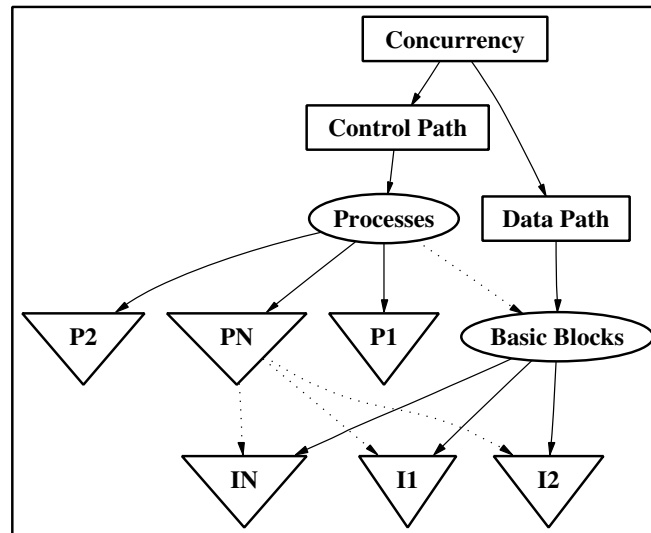 Concurrency
Control Path
Processes
Data Path
P2
PN
P1
Basic Blocks
IN
I1
I2